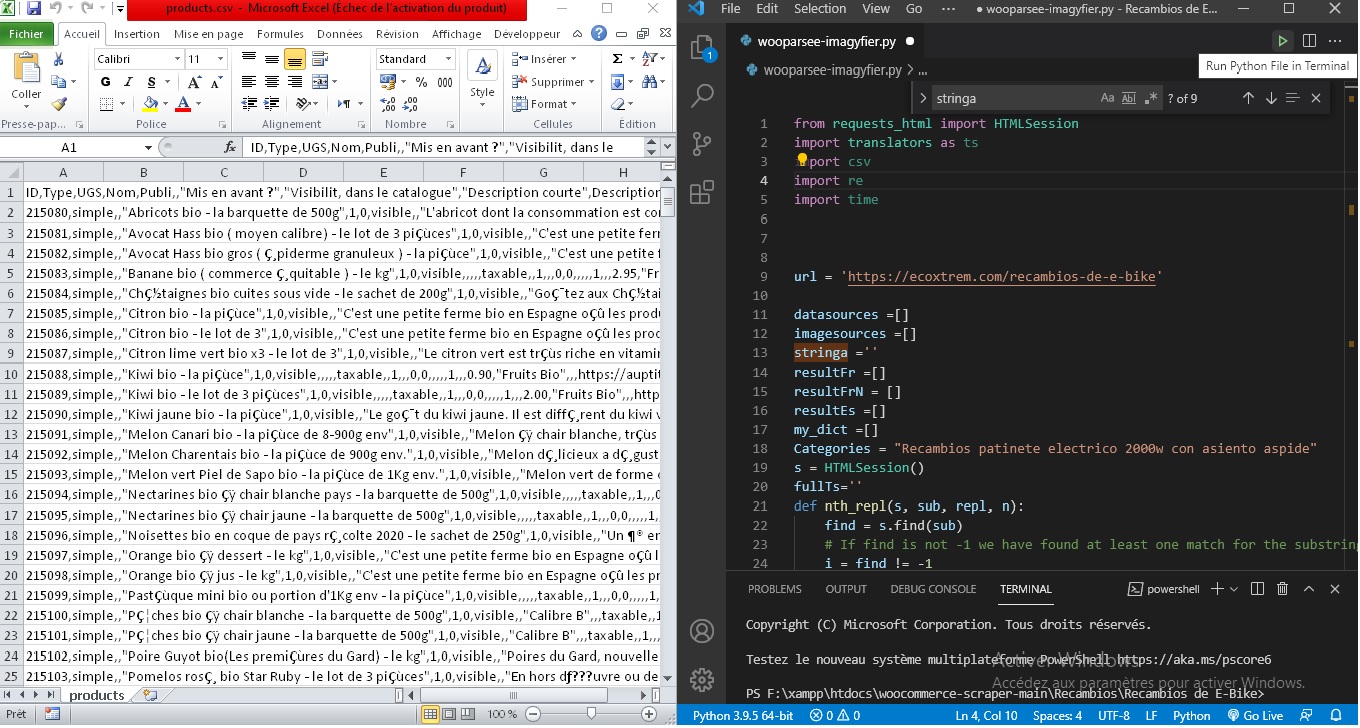 products.csv - Microsoft Excel (Échec de l'activation du produit)
Fichier Accueil Insertion Mise en page Formules Données Révision Affichage Développeur
Coller
Calibri 11
G I S
Standard
% 000
Style
Insérer
Supprimer
Format
Presse-pap... Police Alignement Nombre Cellules Édition
A1 fx ID,Type,UGS,Nom,Publi,,"Mis en avant ?","Visibilit, dans le
A B C D E F G H
1 ID,Type,UGS,Nom,Publi,,"Mis en avant ?","Visibilit, dans le catalogue","Description courte",Description
2 215080,simple,,"Abricots bio - la barquette de 500g",1,0,visible,,"L'abricot dont la consommation est co
3 215081,simple,,"Avocat Hass bio ( moyen calibre) - le lot de 3 piÇùces",1,0,visible,,"C'est une petite fer
4 215082,simple,,"Avocat Hass bio gros ( Ç¸piderme granuleux ) - la piÇùce",1,0,visible,,"C'est une petite f
5 215083,simple,,"Banane bio ( commerce Ç¸quitable ) - le kg",1,0,visible,,,,,taxable,,1,,,0,0,,,,,1,,,2.95,"Fr
6 215084,simple,,"ChÇ½taignes bio cuites sous vide - le sachet de 200g",1,0,visible,,"GoÇ¯tez aux ChÇ½tai
7 215085,simple,,"Citron bio - la piÇùce",1,0,visible,,"C'est une petite ferme bio en Espagne oÇû les produ
8 215086,simple,,"Citron bio - le lot de 3",1,0,visible,,"C'est une petite ferme bio en Espagne oÇû les proc
9 215087,simple,,"Citron lime vert bio x3 - le lot de 3",1,0,visible,,"Le citron vert est trÇùs riche en vitamin
10 215088,simple,,"Kiwi bio - la piÇùce",1,0,visible,,,,,taxable,,1,,,0,0,,,,,1,,,0.90,"Fruits Bio",,,https://auptit
11 215089,simple,,"Kiwi bio - le lot de 3 piÇùces",1,0,visible,,,,,taxable,,1,,,0,0,,,,,1,,,2.00,"Fruits Bio",,,http
12 215090,simple,,"Kiwi jaune bio - la piÇùce",1,0,visible,,"Le goÇ¯t du kiwi jaune. Il est diffÇ¸rent du kiwi v
13 215091,simple,,"Melon Canari bio - la piÇùce de 8-900g env",1,0,visible,,"Melon Çÿ chair blanche, trÇùs
14 215092,simple,,"Melon Charentais bio - la piÇùce de 900g env.",1,0,visible,,"Melon dÇ¸licieux a dÇ¸gust
15 215093,simple,,"Melon vert Piel de Sapo bio - la piÇùce de 1Kg env.",1,0,visible,,"Melon vert de forme o
16 215094,simple,,"Nectarines bio Çÿ chair blanche pays - la barquette de 500g",1,0,visible,,,,,taxable,,1,,,0
17 215095,simple,,"Nectarines bio Çÿ chair jaune - la barquette de 500g",1,0,visible,,,,,taxable,,1,,,0,0,,,,,1,
18 215096,simple,,"Noisettes bio en coque de pays rÇ¸colte 2020 - le sachet de 250g",1,0,visible,,"Un ¶® en
19 215097,simple,,"Orange bio Çÿ dessert - le kg",1,0,visible,,"C'est une petite ferme bio en Espagne oÇû l
20 215098,simple,,"Orange bio Çÿ jus - le kg",1,0,visible,,"C'est une petite ferme bio en Espagne oÇû les pr
21 215099,simple,,"PastÇùque mini bio ou portion d'1Kg env - la piÇùce",1,0,visible,,,,,taxable,,1,,,0,0,,,,,1,
22 215100,simple,,"PÇ¦ches bio Çÿ chair blanche - la barquette de 500g",1,0,visible,,"Calibre B",,,taxable,,1
23 215101,simple,,"PÇ¦ches bio Çÿ chair jaune - la barquette de 500g",1,0,visible,,"Calibre B",,,taxable,,1,,,
24 215102,simple,,"Poire Guyot bio(Les premiÇùres du Gard) - le kg",1,0,visible,,"Poires du Gard, nouvelle
25 215103,simple,,"Pomelos rosÇ¸ bio Star Ruby - le lot de 3",1,0,visible,,"En hors dƒ???uvre ou de
products
Prêt 100 %
File Edit Selection View Go ··· ● wooparsee-imagyfier.py - Recambios de E...
wooparsee-imagyfier.py ●
Run Python File in Terminal
wooparsee-imagyfier.py > ...
stringa Aa Abl .* ? of 9
1
1 from requests_html import HTMLSession
2 import translators as ts
3 import csv
4 import re
5 import time
6
7
8
9 url = 'https://ecoxtrem.com/recambios-de-e-bike'
10
11 datasources =[]
12 imagesources =[]
13 stringa =''
14 resultFr =[]
15 resultFrN = []
16 resultEs =[]
17 my_dict =[]
18 Categories = "Recambios patinete electrico 2000w con asiento aspide"
19 s = HTMLSession()
20 fullTs=''
21 def nth_repl(s, sub, repl, n):
22 find = s.find(sub)
23 # If find is not -1 we have found at least one match for the substring
24 i = find != -1
PROBLEMS OUTPUT DEBUG CONSOLE TERMINAL powershell
Copyright (C) Microsoft Corporation. Tous droits réservés.
Testez le nouveau système multiplateforme PowerShell https://aka.ms/pscore6
Activer Windows
Accédez aux paramètres pour activer Windows.
PS F:\xampp\htdocs\woocommerce-scraper-main\Recambios\Recambios de E-Bike>
Python 3.9.5 64-bit 0 0 Ln 4, Col 10 Spaces: 4 UTF-8 LF Python Go Live